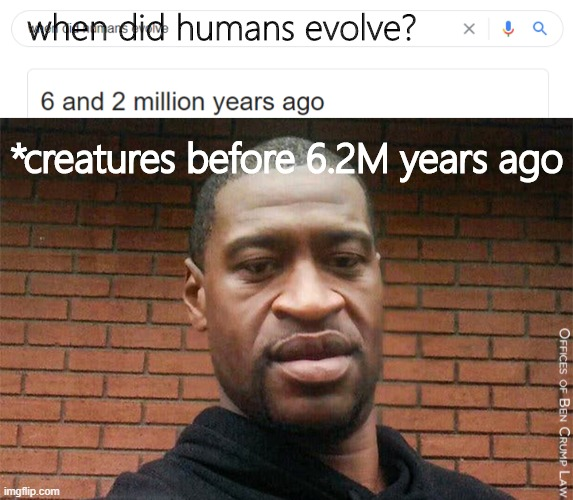 when did humans evolve?
when did humans evolve
6 and 2 million years ago
*creatures before 6.2M years ago
OFFICES OF BEN CRUMP LAW
imgflip.com